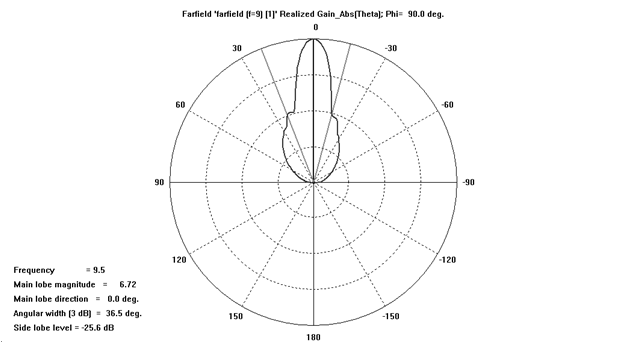 Farfield 'farfield (f=9) [1]' Realized Gain_Abs(Theta); Phi= 90.0 deg.
0
30 -30
60 -60
90 -90
120 -120
150 -150
180
Frequency = 9.5
Main lobe magnitude = 6.72
Main lobe direction = 0.0 deg.
Angular width (3 dB) = 36.5 deg.
Side lobe level = -25.6 dB